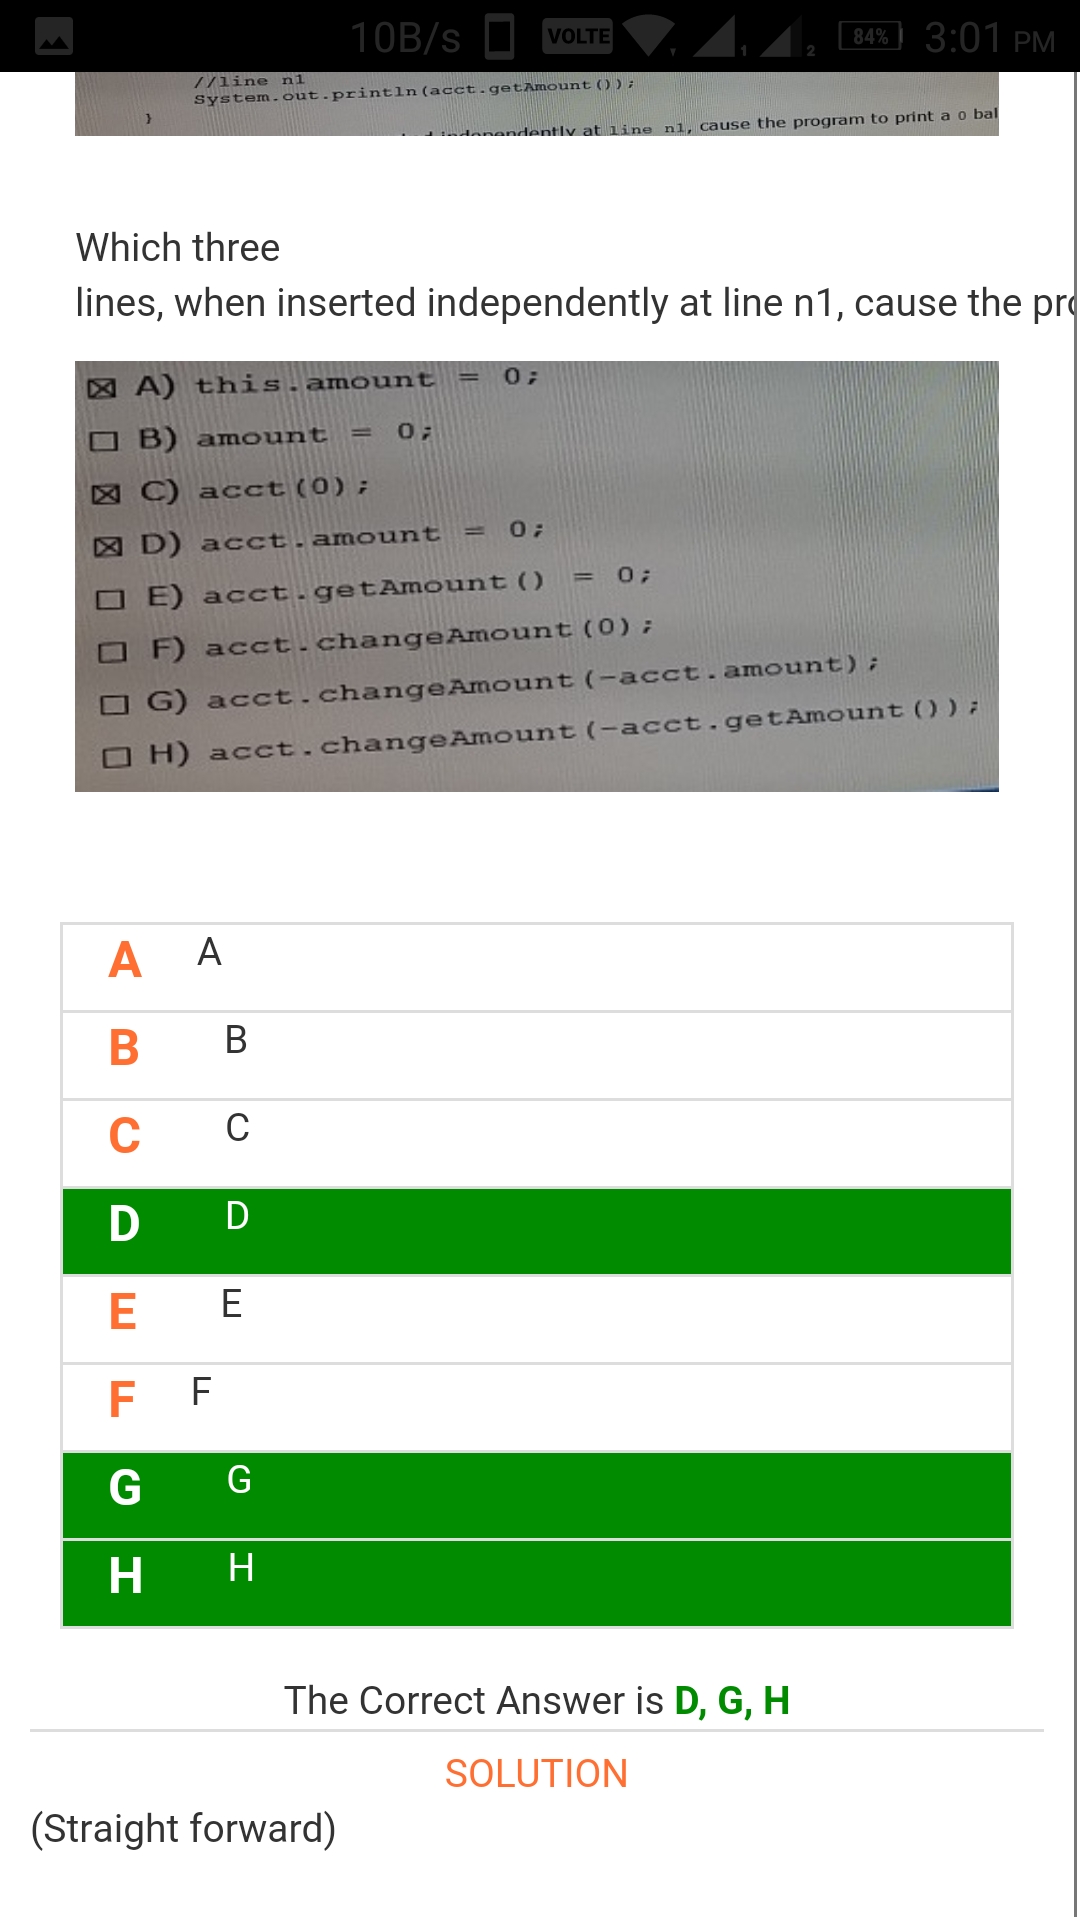 10B/s VOLTE 1 2 84% 3:01 PM
//line n1
System.out.println(acct.getAmount());
}
independently at line n1, cause the program to print a 0 bal
Which three
lines, when inserted independently at line n1, cause the pro
A) this.amount = 0;
B) amount = 0;
C) acct(0);
D) acct.amount = 0;
E) acct.getAmount() = 0;
F) acct.changeAmount(0);
G) acct.changeAmount(-acct.amount);
H) acct.changeAmount(-acct.getAmount());
A A
B B
C C
D D
E E
F F
G G
H H
The Correct Answer is D, G, H
SOLUTION
(Straight forward)